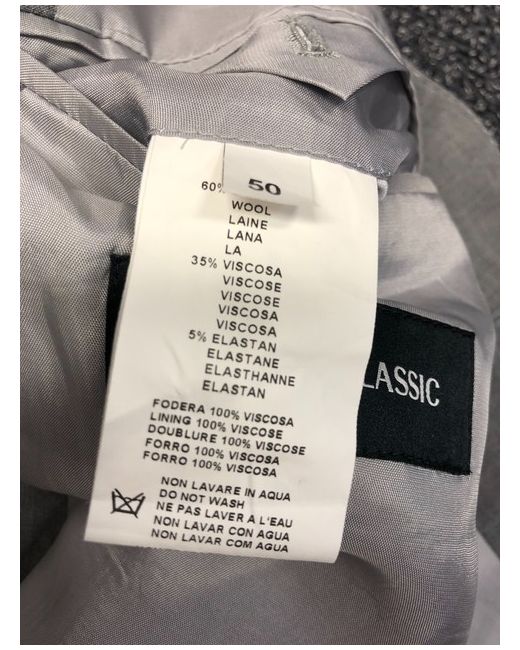 50
60%
WOOL
LAINE
LANA
LA
35% VISCOSA
VISCOSE
VISCOSE
VISCOSA
VISCOSA
5% ELASTAN
ELASTANE
ELASTHANNE
ELASTAN
FODERA 100% VISCOSA
LINING 100% VISCOSE
DOUBLURE 100% VISCOSE
FORRO 100% VISCOSA
FORRO 100% VISCOSA
NON LAVARE IN AQUA
DO NOT WASH
NE PAS LAVER A L'EAU
NON LAVAR CON AGUA
NON LAVAR COM AGUA
LASSIC